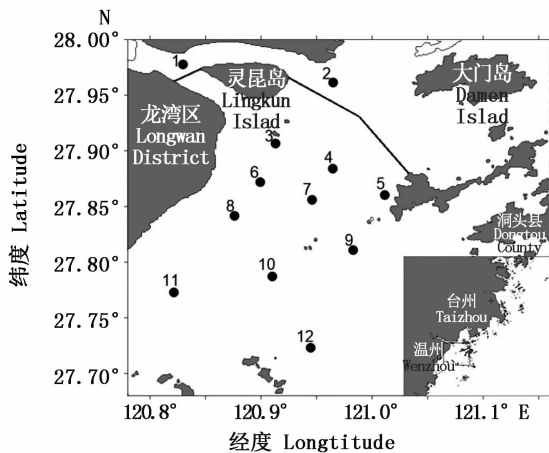 N
28.00°
27.95°
27.90°
27.85°
27.80°
27.75°
27.70°
纬度 Latitude
1
2
灵昆岛
Lingkun
Islad
大门岛
Damen
Islad
龙湾区
Longwan
District
3
4
5
6
7
8
9
10
11
12
洞头县
Dongtou
County
台州
Taizhou
温州
Wenzhou
120.8° 120.9° 121.0° 121.1° E
经度 Longtitude